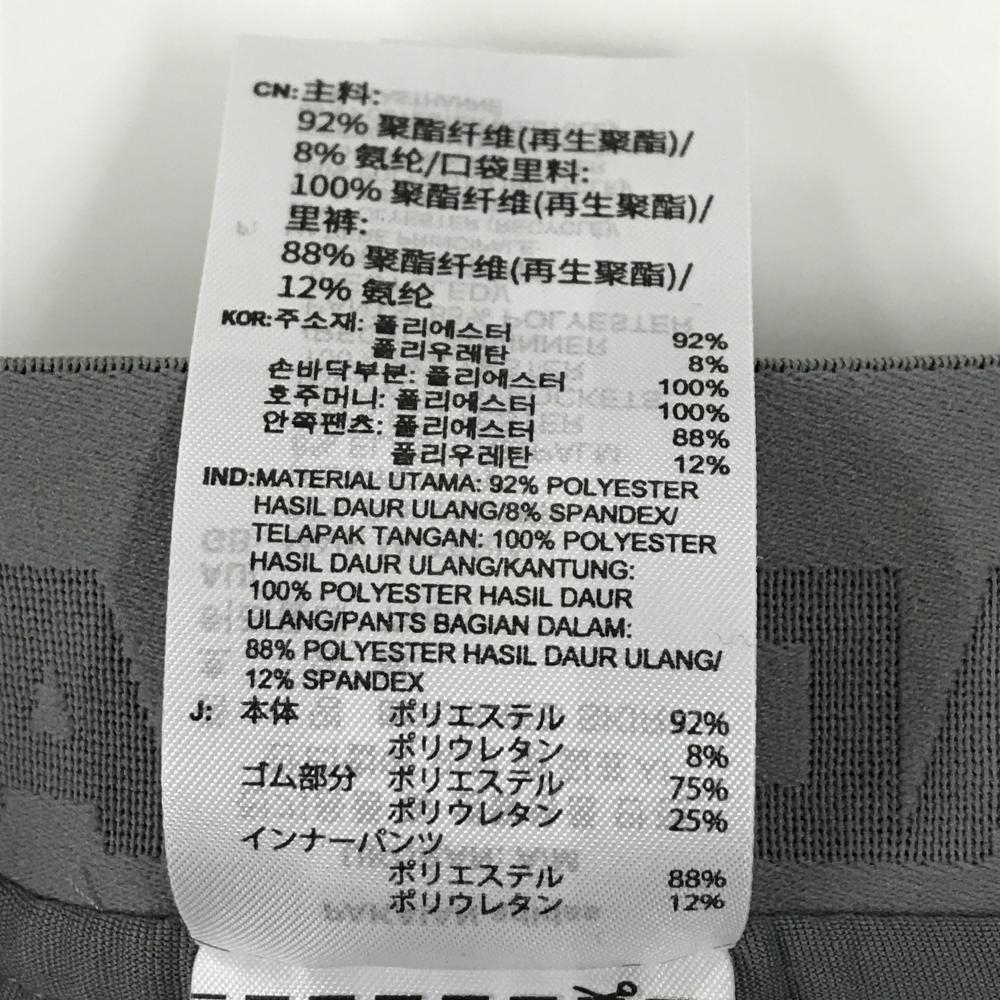 CN:主料:
92% 聚酯纤维(再生聚酯)/
8% 氨纶/口袋里料:
100% 聚酯纤维(再生聚酯)/
里裤:
88% 聚酯纤维(再生聚酯)/
12% 氨纶
KOR:주소재: 폴리에스터 92%
폴리우레탄 8%
손바닥부분: 폴리에스터 100%
호주머니: 폴리에스터 100%
안쪽팬츠: 폴리에스터 88%
폴리우레탄 12%
IND:MATERIAL UTAMA: 92% POLYESTER
HASIL DAUR ULANG/8% SPANDEX/
TELAPAK TANGAN: 100% POLYESTER
HASIL DAUR ULANG/KANTUNG:
100% POLYESTER HASIL DAUR
ULANG/PANTS BAGIAN DALAM:
88% POLYESTER HASIL DAUR ULANG/
12% SPANDEX
J: 本体 ポリエステル 92%
ポリウレタン 8%
ゴム部分 ポリエステル 75%
ポリウレタン 25%
インナーパンツ
ポリエステル 88%
ポリウレタン 12%